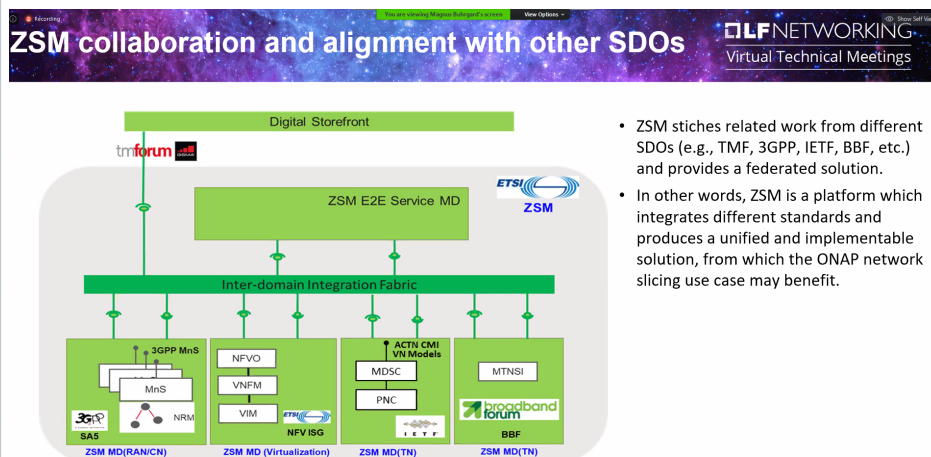 Recording
You are viewing Magnus Buhrgard's screen
View Options
Show Self View
ZSM collaboration and alignment with other SDOs
LFNETWORKING
Virtual Technical Meetings
Digital Storefront
tmforum
GSMA
ETSI
ZSM
ZSM E2E Service MD
Inter-domain Integration Fabric
3GPP MnS
MnS
NRM
3GPP
SA5
ZSM MD(RAN/CN)
NFVO
VNFM
VIM
ETSI
NFV ISG
ZSM MD (Virtualization)
ACTN CMI
VN Models
MDSC
PNC
I E T F
ZSM MD(TN)
MTNSI
broadband
forum
BBF
ZSM MD(TN)
• ZSM stiches related work from different
SDOs (e.g., TMF, 3GPP, IETF, BBF, etc.)
and provides a federated solution.
• In other words, ZSM is a platform which
integrates different standards and
produces a unified and implementable
solution, from which the ONAP network
slicing use case may benefit.